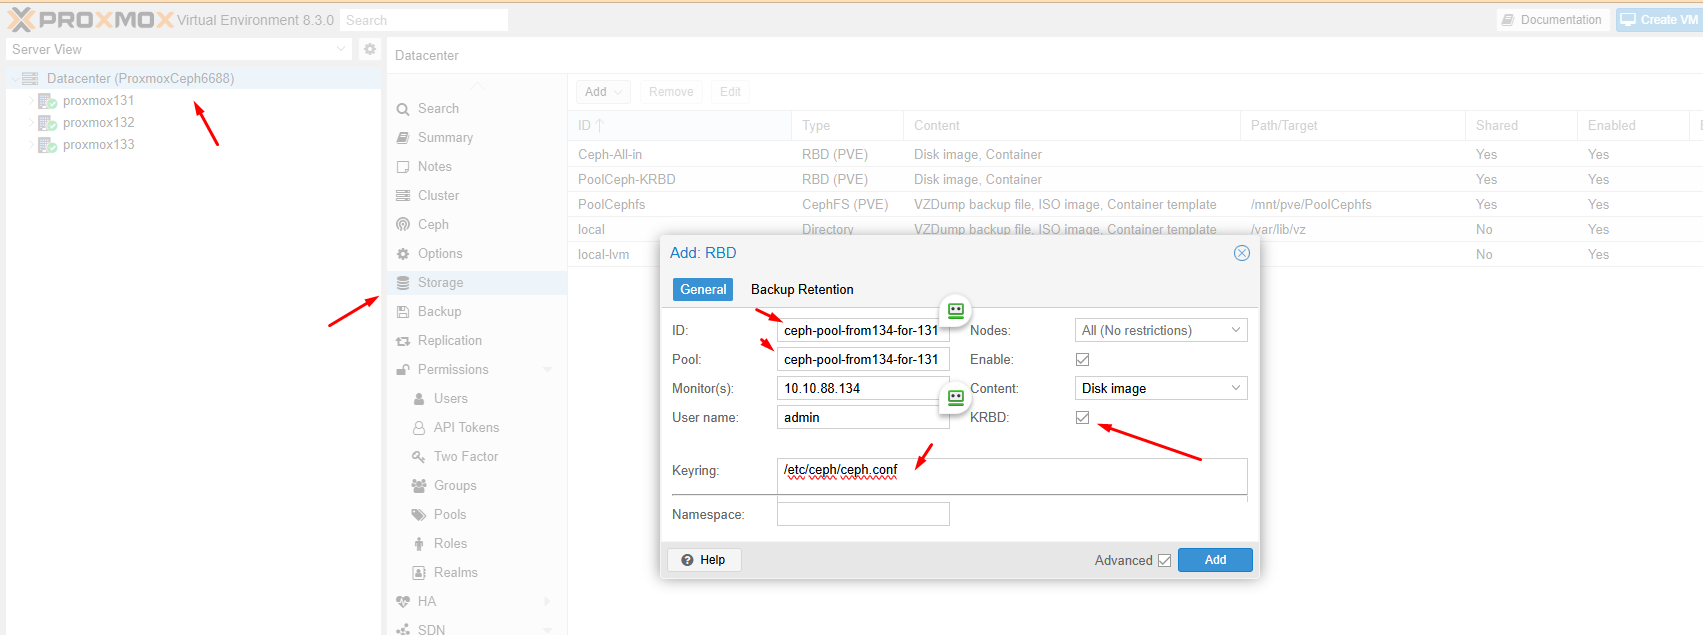 PROXMOX Virtual Environment 8.3.0 Search Documentation Create VM
Server View
Datacenter (ProxmoxCeph6688)
proxmox131
proxmox132
proxmox133
Datacenter
Search
Summary
Notes
Cluster
Ceph
Options
Storage
Backup
Replication
Permissions
Users
API Tokens
Two Factor
Groups
Pools
Roles
Realms
HA
SDN
Add Remove Edit
ID Type Content Path/Target Shared Enabled
Ceph-All-in RBD (PVE) Disk image, Container Yes Yes
PoolCeph-KRBD RBD (PVE) Disk image, Container Yes Yes
PoolCephfs CephFS (PVE) VZDump backup file, ISO image, Container template /mnt/pve/PoolCephfs Yes Yes
local Directory VZDump backup file, ISO image, Container template /var/lib/vz No Yes
local-lvm No Yes
Add: RBD
General Backup Retention
ID: ceph-pool-from134-for-131 Nodes: All (No restrictions)
Pool: ceph-pool-from134-for-131 Enable:
Monitor(s): 10.10.88.134 Content: Disk image
User name: admin KRBD:
Keyring: /etc/ceph/ceph.conf
Namespace:
Help Advanced Add